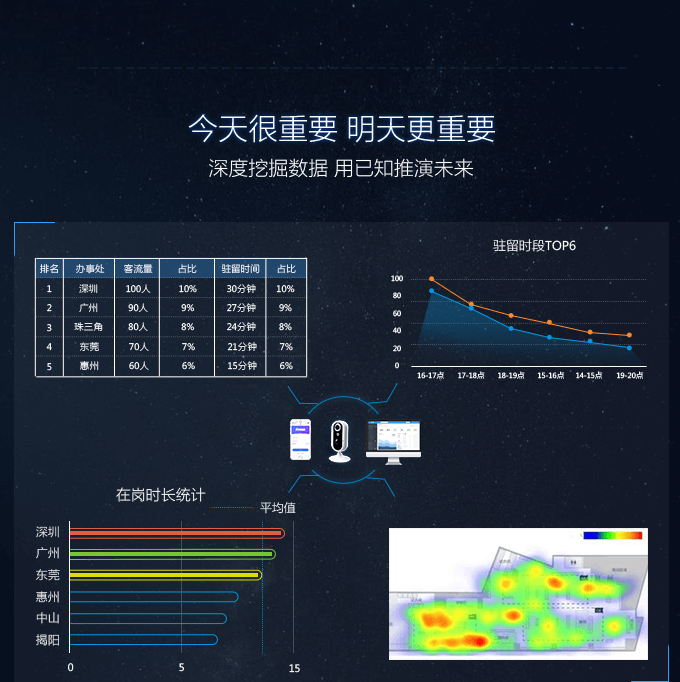 今天很重要 明天更重要
深度挖掘数据 用已知推演未来
排名 办事处 客流量 占比 驻留时间 占比
1 深圳 100人 10% 30分钟 10%
2 广州 90人 9% 27分钟 9%
3 珠三角 80人 8% 24分钟 8%
4 东莞 70人 7% 21分钟 7%
5 惠州 60人 6% 15分钟 6%
驻留时段TOP6
100
80
60
40
20
0
16-17点 17-18点 18-19点 15-16点 14-15点 19-20点
在岗时长统计
平均值
深圳
广州
东莞
惠州
中山
揭阳
0 5 15